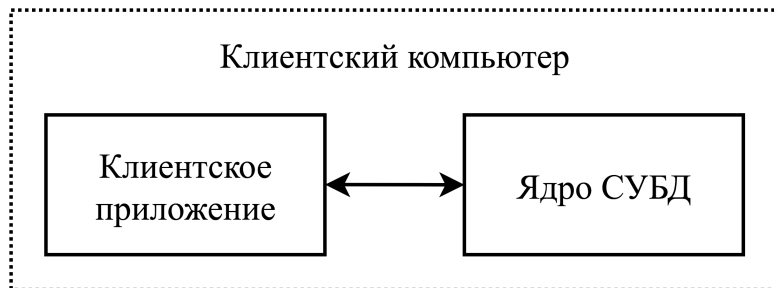 Клиентский компьютер
Клиентское
приложение
Ядро СУБД